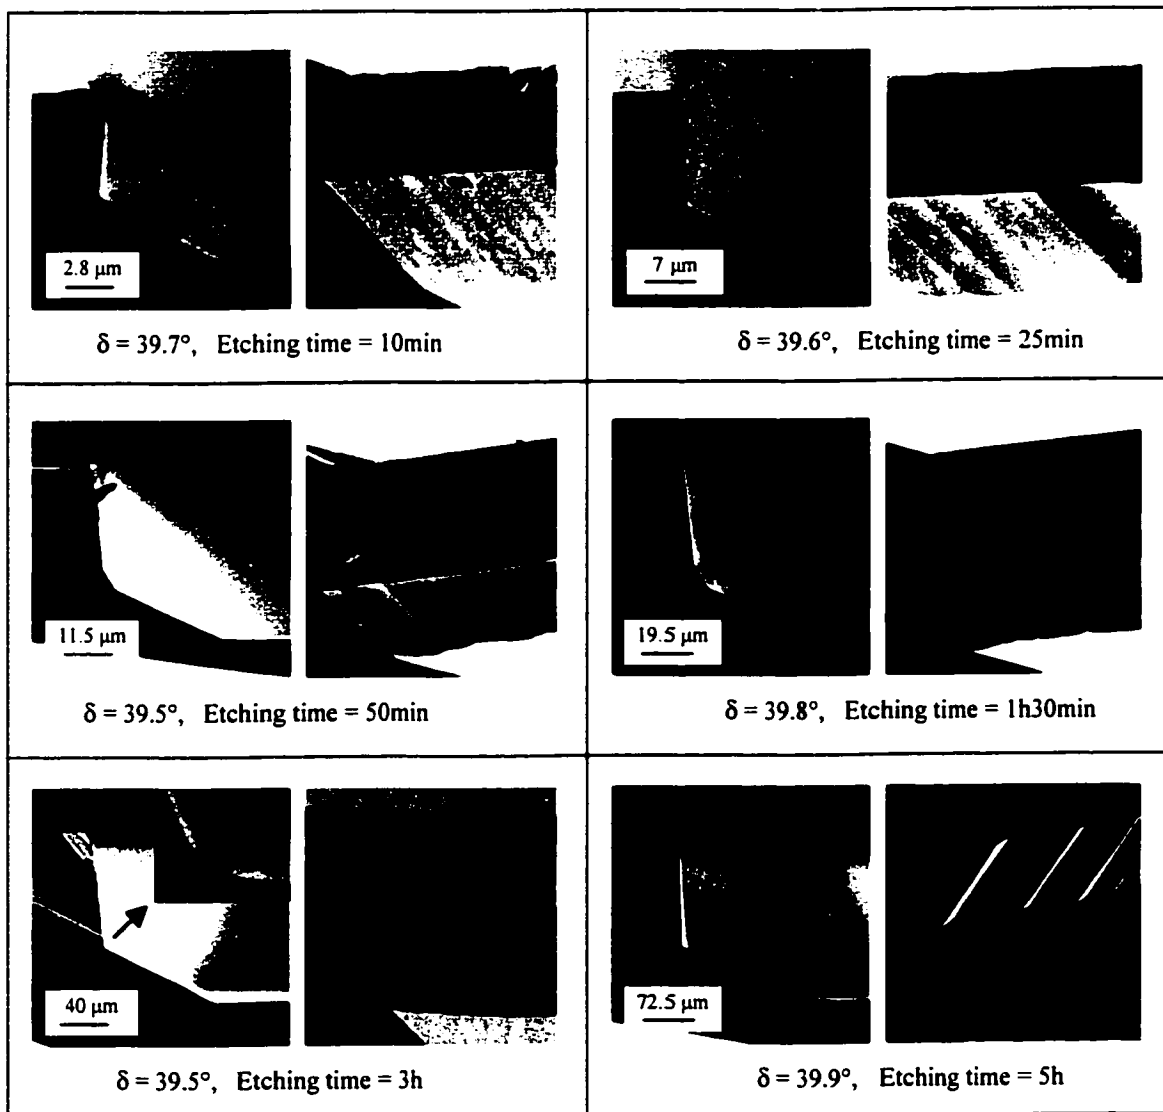 2.8 μm
δ = 39.7°, Etching time = 10min
7 μm
δ = 39.6°, Etching time = 25min
11.5 μm
δ = 39.5°, Etching time = 50min
19.5 μm
δ = 39.8°, Etching time = 1h30min
40 μm
δ = 39.5°, Etching time = 3h
72.5 μm
δ = 39.9°, Etching time = 5h